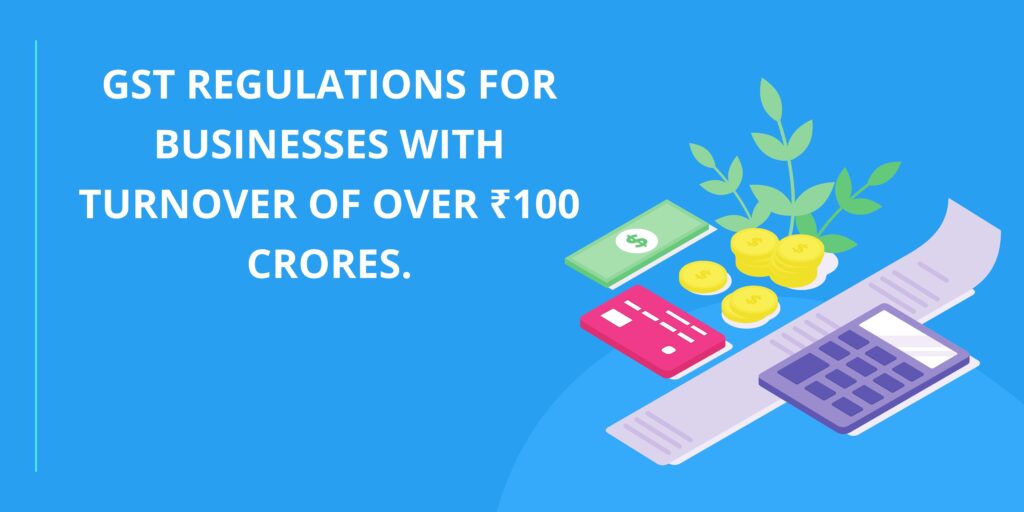 GST REGULATIONS FOR
BUSINESSES WITH
TURNOVER OF OVER ₹100
CRORES.